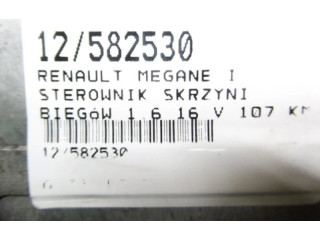 12/582530
RENAULT MEGANE I
STEROWNIK SKRZYNI
BIEGÓW 1 6 16 V 107 KM
12/582530